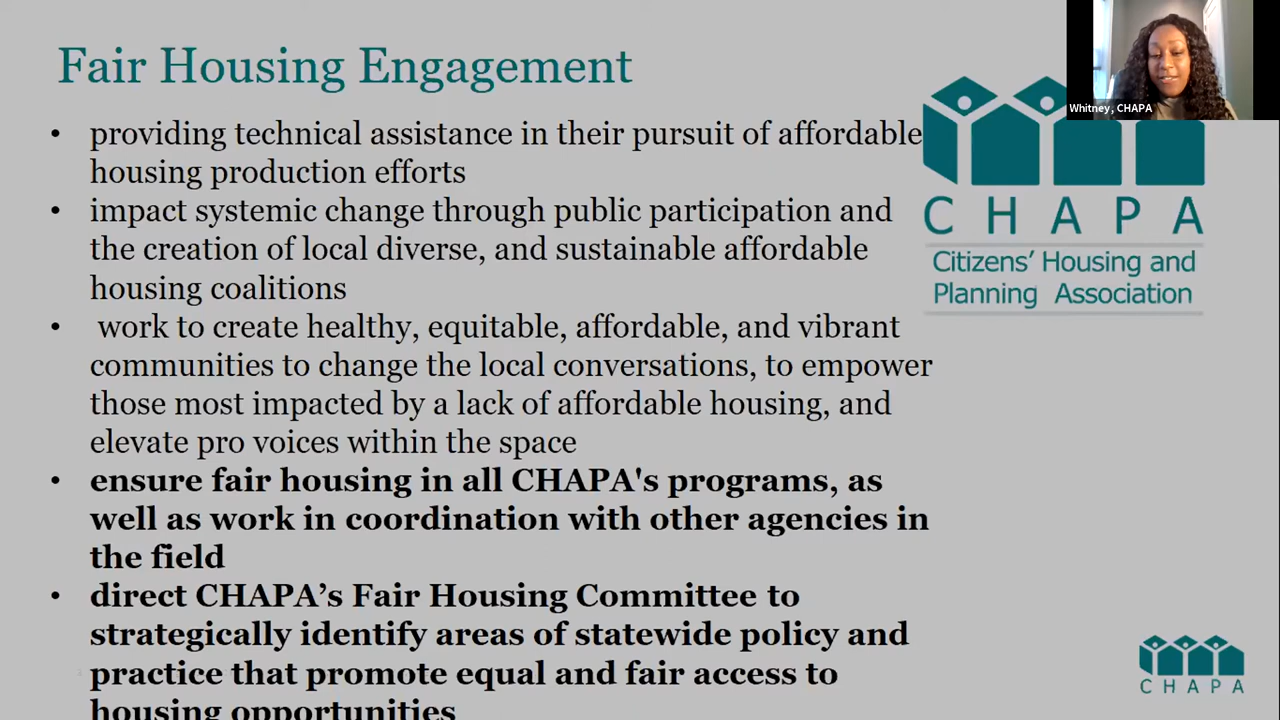 Fair Housing Engagement
• providing technical assistance in their pursuit of affordable
housing production efforts
• impact systemic change through public participation and
the creation of local diverse, and sustainable affordable
housing coalitions
• work to create healthy, equitable, affordable, and vibrant
communities to change the local conversations, to empower
those most impacted by a lack of affordable housing, and
elevate pro voices within the space
• ensure fair housing in all CHAPA's programs, as
well as work in coordination with other agencies in
the field
• direct CHAPA’s Fair Housing Committee to
strategically identify areas of statewide policy and
practice that promote equal and fair access to
housing opportunities
Whitney, CHAPA
CHAPA
Citizens’ Housing and
Planning Association
CHAPA